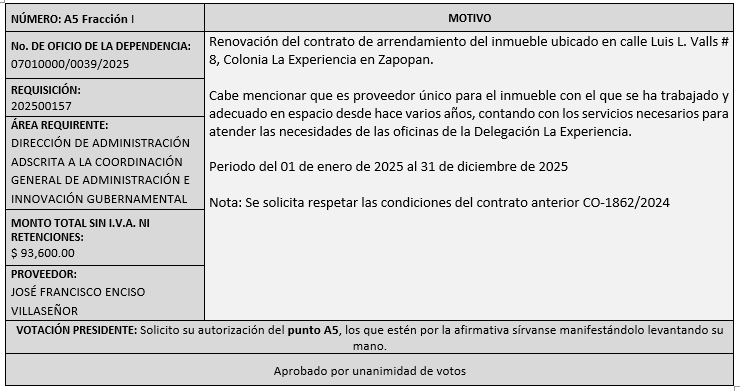 NÚMERO: A5 Fracción I
MOTIVO
No. DE OFICIO DE LA DEPENDENCIA:
07010000/0039/2025
REQUISICIÓN:
202500157
ÁREA REQUIRENTE:
DIRECCIÓN DE ADMINISTRACIÓN
ADSCRITA A LA COORDINACIÓN
GENERAL DE ADMINISTRACIÓN E
INNOVACIÓN GUBERNAMENTAL
MONTO TOTAL SIN I.V.A. NI
RETENCIONES:
$ 93,600.00
PROVEEDOR:
JOSÉ FRANCISCO ENCISO
VILLASEÑOR
Renovación del contrato de arrendamiento del inmueble ubicado en calle Luis L. Valls #
8, Colonia La Experiencia en Zapopan.
Cabe mencionar que es proveedor único para el inmueble con el que se ha trabajado y
adecuado en espacio desde hace varios años, contando con los servicios necesarios para
atender las necesidades de las oficinas de la Delegación La Experiencia.
Periodo del 01 de enero de 2025 al 31 de diciembre de 2025
Nota: Se solicita respetar las condiciones del contrato anterior CO-1862/2024
VOTACIÓN PRESIDENTE: Solicito su autorización del punto A5, los que estén por la afirmativa sírvanse manifestándolo levantando su
mano.
Aprobado por unanimidad de votos